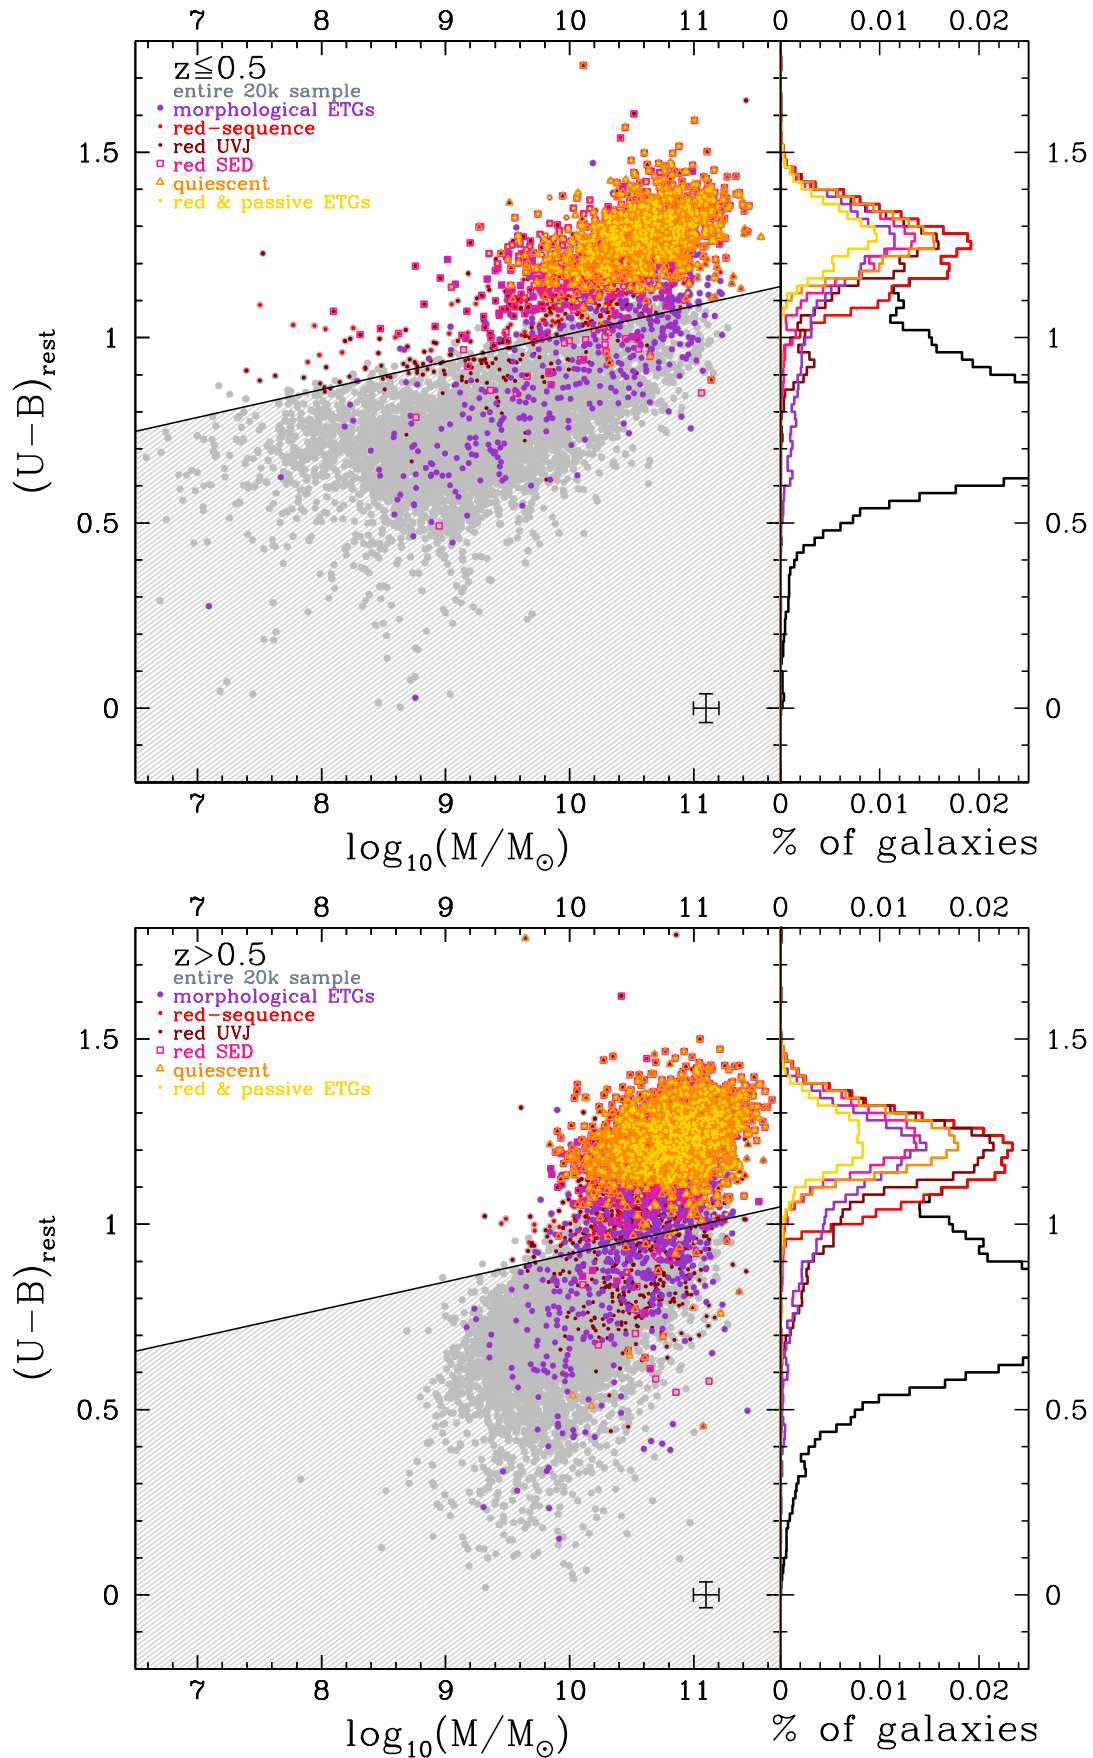 7 8 9 10 11 0 0.01 0.02
z≦0.5
entire 20k sample
morphological ETGs
red-sequence
red UVJ
red SED
quiescent
red & passive ETGs
1.5 1.5
1 1
0.5 0.5
0 0
(U-B)rest
7 8 9 10 11 0 0.01 0.02
log10(M/M⊙) % of galaxies
7 8 9 10 11 0 0.01 0.02
z>0.5
entire 20k sample
morphological ETGs
red-sequence
red UVJ
red SED
quiescent
red & passive ETGs
1.5 1.5
1 1
0.5 0.5
0 0
(U-B)rest
7 8 9 10 11 0 0.01 0.02
log10(M/M⊙) % of galaxies